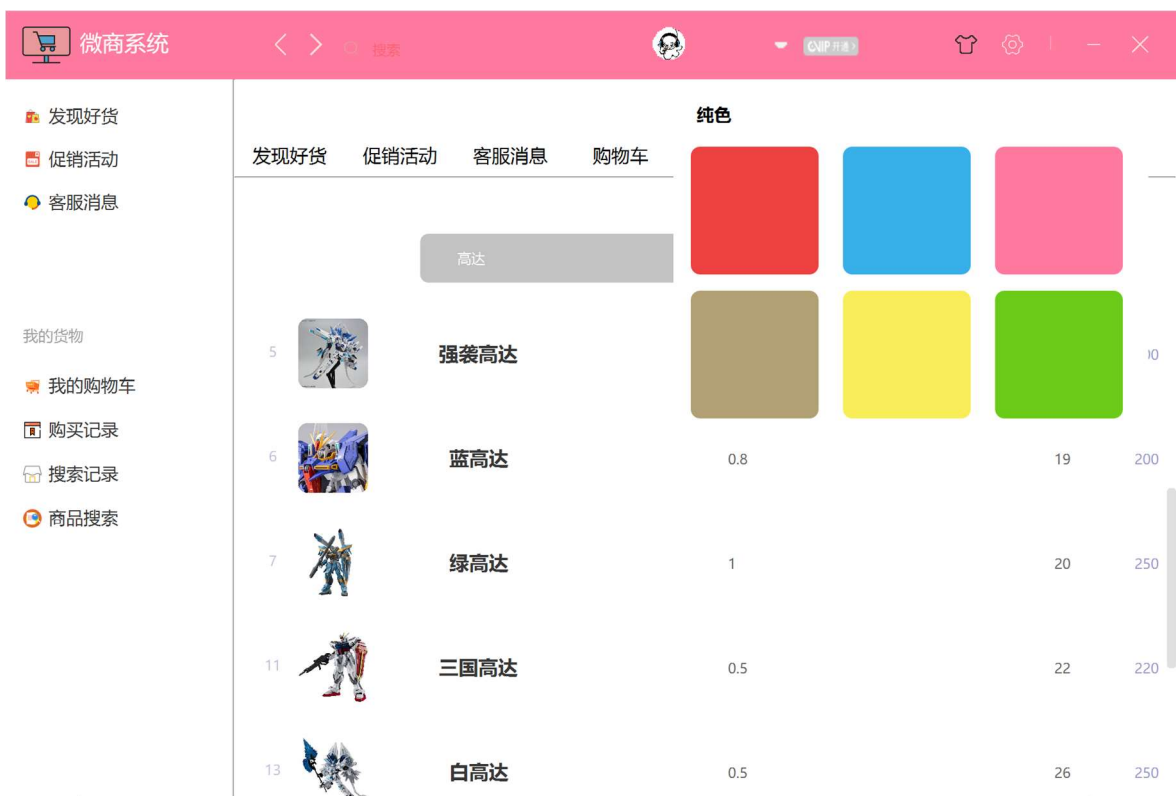 微商系统
搜索
VIP开通
发现好货
促销活动
客服消息
我的货物
我的购物车
购买记录
搜索记录
商品搜索
发现好货 促销活动 客服消息 购物车
纯色
高达
5 强袭高达
6 蓝高达 0.8 19 200
7 绿高达 1 20 250
11 三国高达 0.5 22 220
13 白高达 0.5 26 250